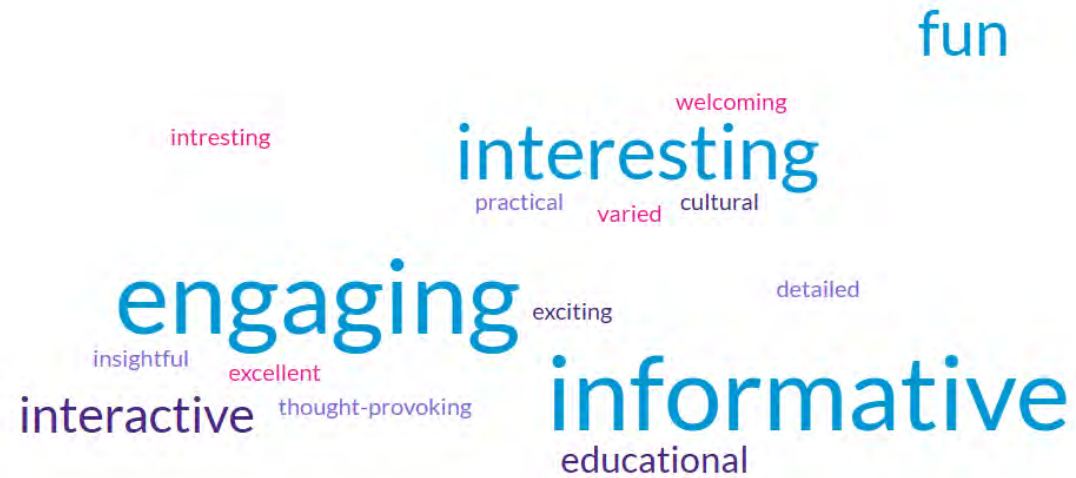 fun
welcoming
intresting
interesting
practical
varied
cultural
engaging
detailed
exciting
insightful
excellent
informative
interactive
thought-provoking
educational